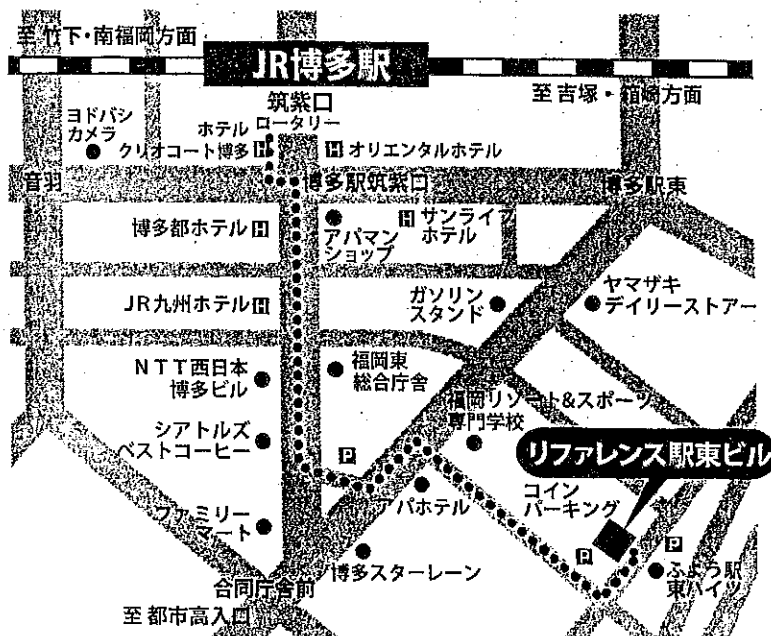 至 竹下・南福岡方面
JR博多駅
至 吉塚・箱崎方面
筑紫口
ロータリー
ヨドバシ
カメラ
ホテル
クリオコート博多 H
H オリエンタルホテル
音羽
博多駅筑紫口
博多駅東
博多都ホテル H
アパマン
ショップ
H サンライフ
ホテル
JR九州ホテル H
ガソリン
スタンド
ヤマザキ
デイリーストアー
NTT西日本
博多ビル
福岡東
総合庁舎
福岡リゾート&スポーツ
専門学校
シアトルズ
ベストコーヒー
P
リファレンス駅東ビル
アパホテル
コイン
パーキング
ファミリー
マート
博多スターレーン
P
P
ふよう駅
東ハイツ
合同庁舎前
至 都市高入口